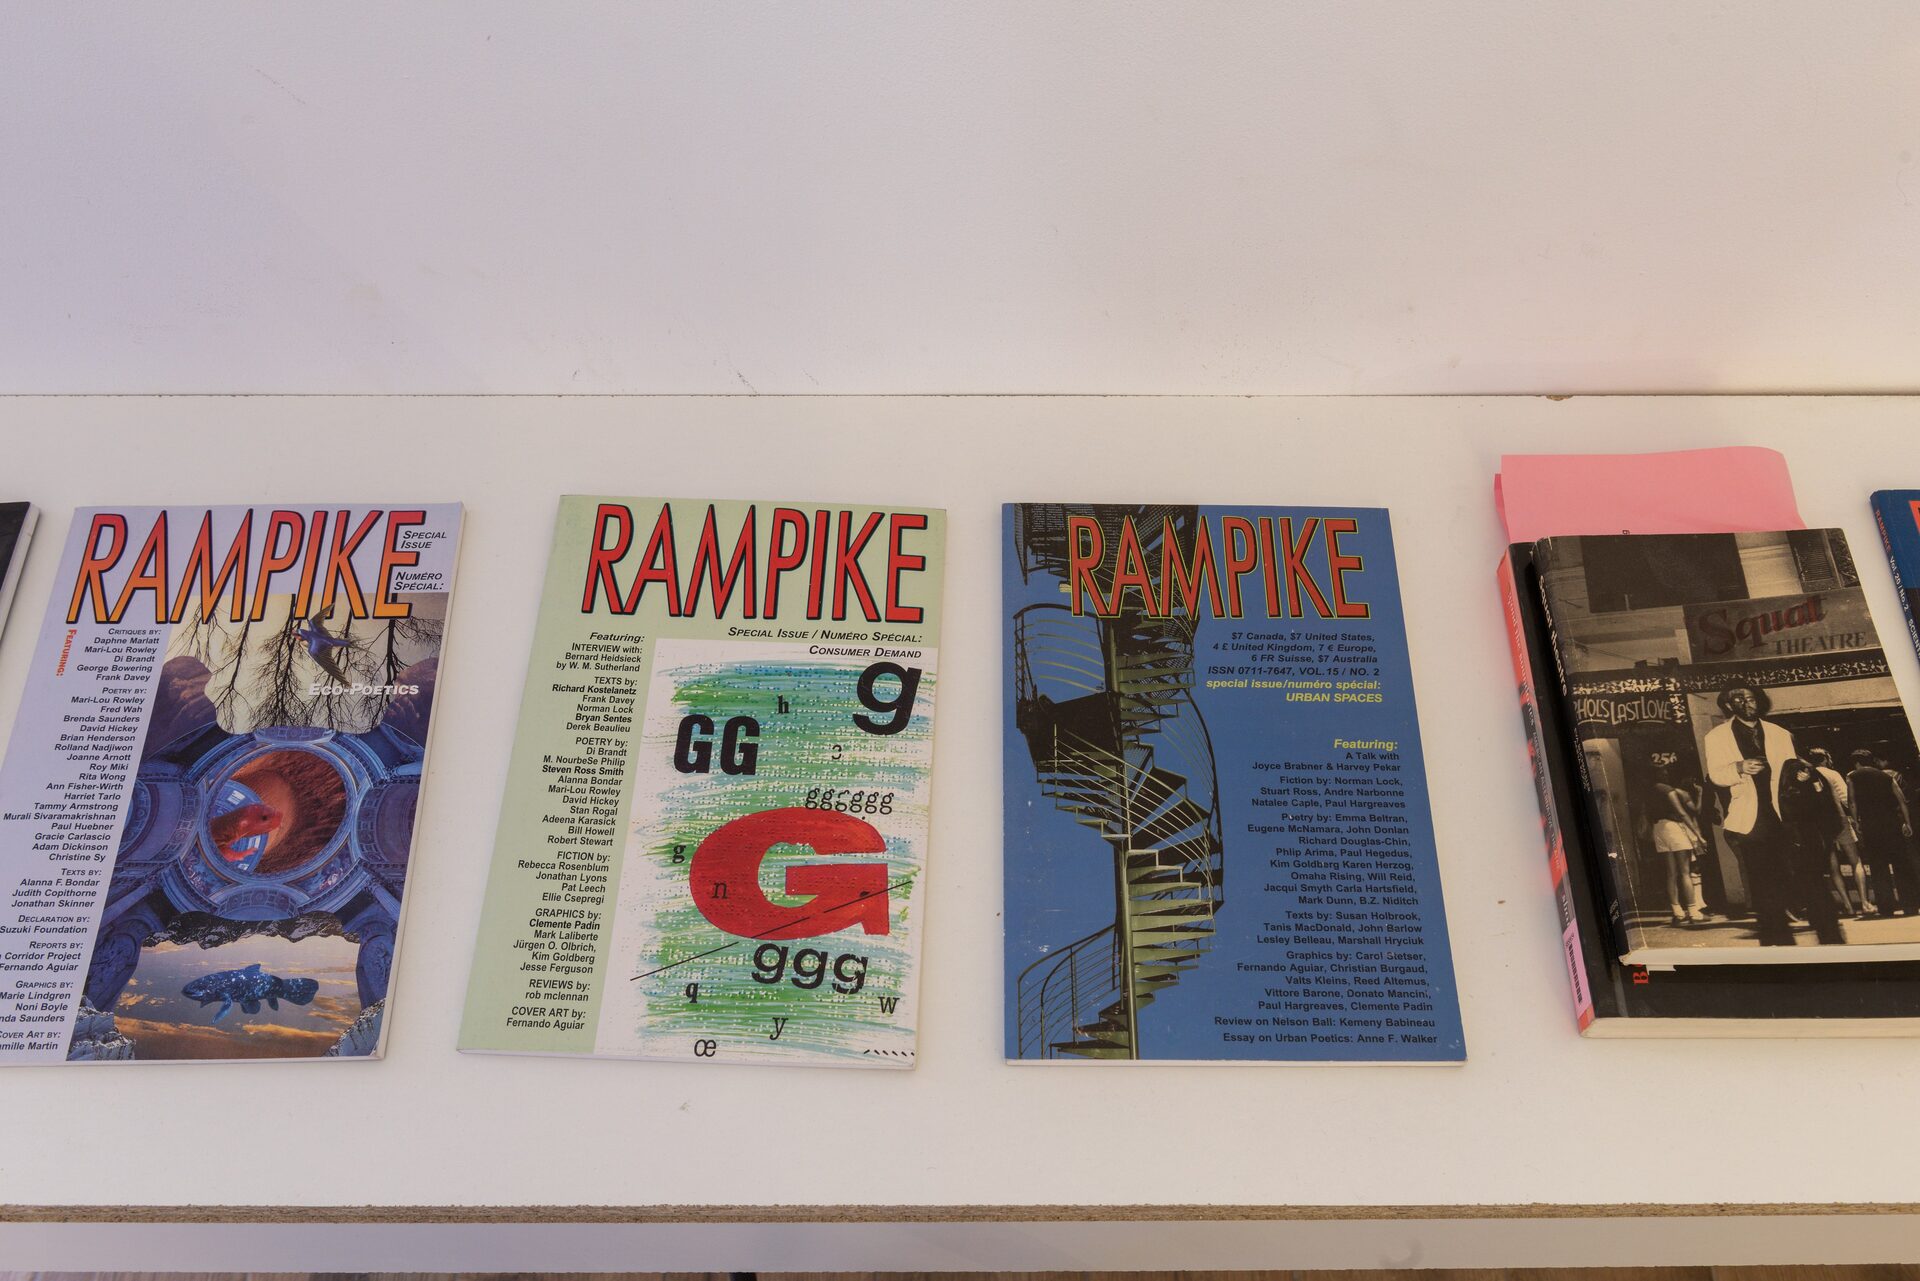 RAMPIKE
SPECIAL
ISSUE
NUMÉRO
SPÉCIAL:
FEATURING:
CRITIQUES BY:
Daphne Marlatt
Mari-Lou Rowley
Di Brandt
George Bowering
Frank Davey
POETRY BY:
Mari-Lou Rowley
Fred Wah
Brenda Saunders
David Hickey
Brian Henderson
Rolland Nadjiwon
Joanne Arnott
Roy Miki
Rita Wong
Ann Fisher-Wirth
Harriet Tarlo
Tammy Armstrong
Murali Sivaramakrishnan
Paul Huebner
Gracie Carlascio
Adam Dickinson
Christine Sy
TEXTS BY:
Alanna F. Bondar
Judith Copithorne
Jonathan Skinner
DECLARATION BY:
Suzuki Foundation
REPORTS BY:
Corridor Project
Fernando Aguiar
GRAPHICS BY:
Marie Lindgren
Noni Boyle
nda Saunders
COVER ART BY:
mille Martin
ECO-POETICS
RAMPIKE
SPECIAL ISSUE / NUMÉRO SPÉCIAL:
CONSUMER DEMAND
Featuring:
INTERVIEW with:
Bernard Heidsieck
by W. M. Sutherland
TEXTS by:
Richard Kostelanetz
Frank Davey
Norman Lock
Bryan Sentes
Derek Beaulieu
POETRY by:
Di Brandt
M. NourbeSe Philip
Steven Ross Smith
Alanna Bondar
Mari-Lou Rowley
David Hickey
Stan Rogal
Adeena Karasick
Bill Howell
Robert Stewart
FICTION by:
Rebecca Rosenblum
Jonathan Lyons
Pat Leech
Ellie Csepregi
GRAPHICS by:
Clemente Padin
Mark Laliberte
Jürgen O. Olbrich,
Kim Goldberg
Jesse Ferguson
REVIEWS by:
rob mclennan
COVER ART by:
Fernando Aguiar
g
h
GG
g
G
n
ggg
q
w
y
œ
RAMPIKE
$7 Canada, $7 United States,
4 £ United Kingdom, 7 € Europe,
6 FR Suisse, $7 Australia
ISSN 0711-7647, VOL. 15 / NO. 2
special issue/numéro spécial:
URBAN SPACES
Featuring:
A Talk with
Joyce Brabner & Harvey Pekar
Fiction by: Norman Lock,
Stuart Ross, Andre Narbonne
Natalee Caple, Paul Hargreaves
Poetry by: Emma Beltran,
Eugene McNamara, John Donlan
Richard Douglas-Chin,
Philp Arima, Paul Hegedus,
Kim Goldberg Karen Herzog,
Omaha Rising, Will Reid,
Jacqui Smyth Carla Hartsfield,
Mark Dunn, B.Z. Niditch
Texts by: Susan Holbrook,
Tanis MacDonald, John Barlow
Lesley Belleau, Marshall Hryciuk
Graphics by: Carol Stetser,
Fernando Aguiar, Christian Burgaud,
Valts Kleins, Reed Altemus,
Vittore Barone, Donato Mancini,
Paul Hargreaves, Clemente Padin
Review on Nelson Ball: Kemeny Babineau
Essay on Urban Poetics: Anne F. Walker
Squat
THEATRE
HOLS LAST LOVE
256
Squat Theatre
RAMPIKE Vol. 20 / No. 2